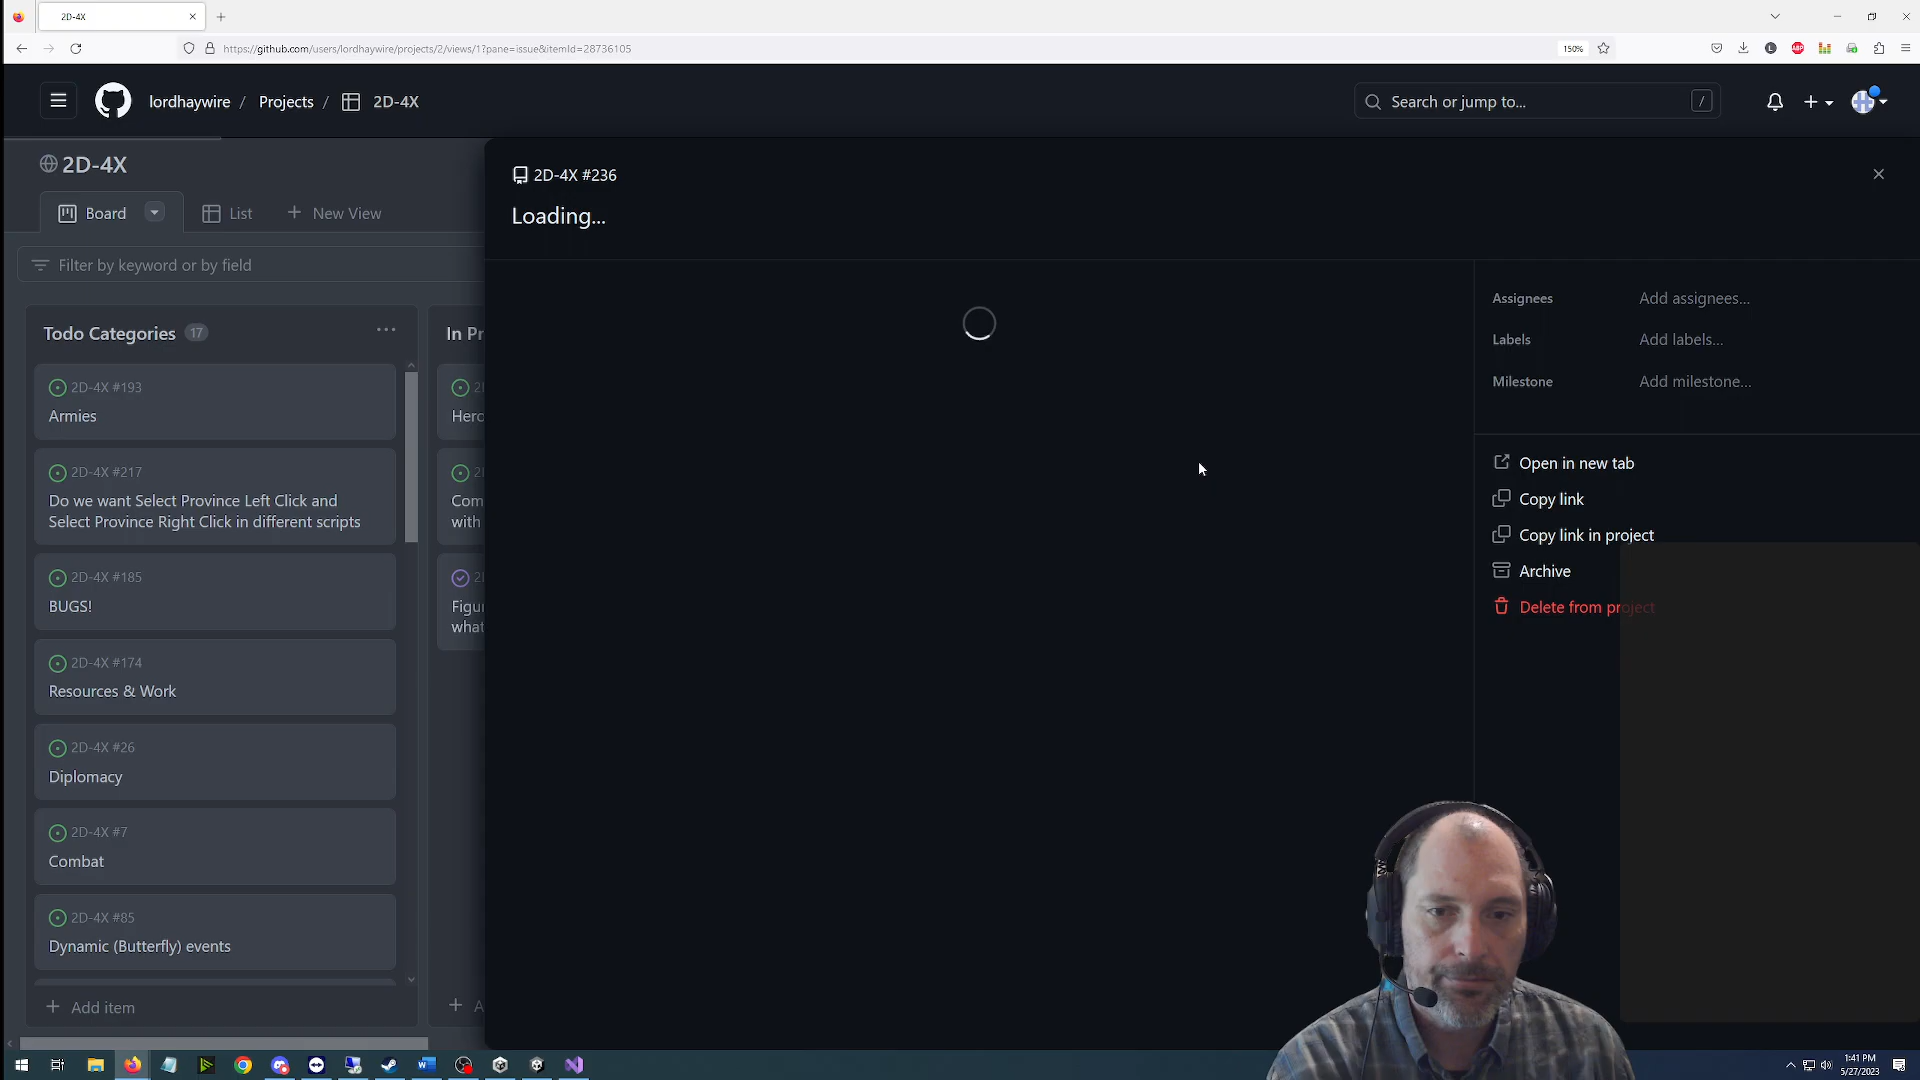 2D-4X
https://github.com/users/lordhaywire/projects/2/views/1?pane=issue&itemId=28736105
150%
L
ABP
lordhaywire / Projects / 2D-4X
Search or jump to...
/
2D-4X
2D-4X #236
Loading...
Board
List
New View
Filter by keyword or by field
Assignees
Add assignees...
Labels
Add labels...
Milestone
Add milestone...
Open in new tab
Copy link
Copy link in project
Archive
Delete from project
Todo Categories 17
2D-4X #193
Armies
2D-4X #217
Do we want Select Province Left Click and
Select Province Right Click in different scripts
2D-4X #185
BUGS!
2D-4X #174
Resources & Work
2D-4X #26
Diplomacy
2D-4X #7
Combat
2D-4X #85
Dynamic (Butterfly) events
Add item
In Pr
2
Hero
2
Com
with
2
Figu
what
A
1:41 PM
5/27/2023